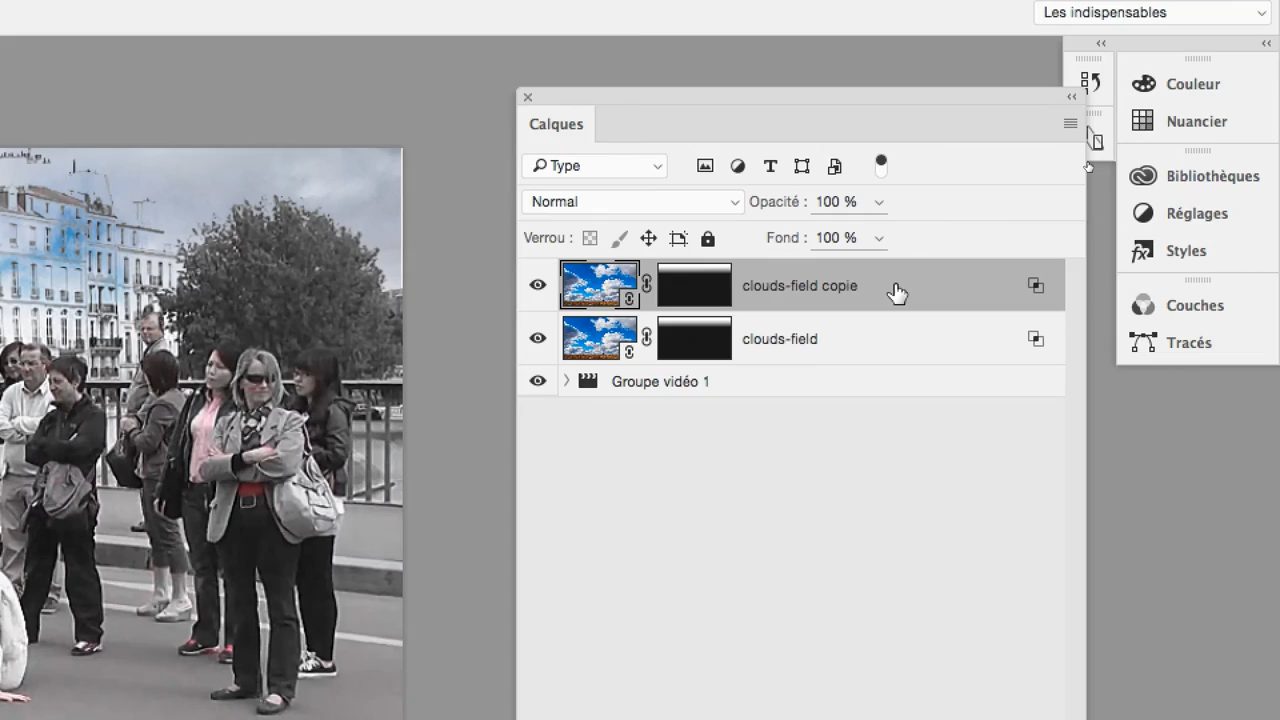 Les indispensables
Couleur
Nuancier
Bibliothèques
Réglages
Styles
Couches
Tracés
Calques
Type
Normal
Opacité : 100 %
Verrou :
Fond : 100 %
clouds-field copie
clouds-field
Groupe vidéo 1